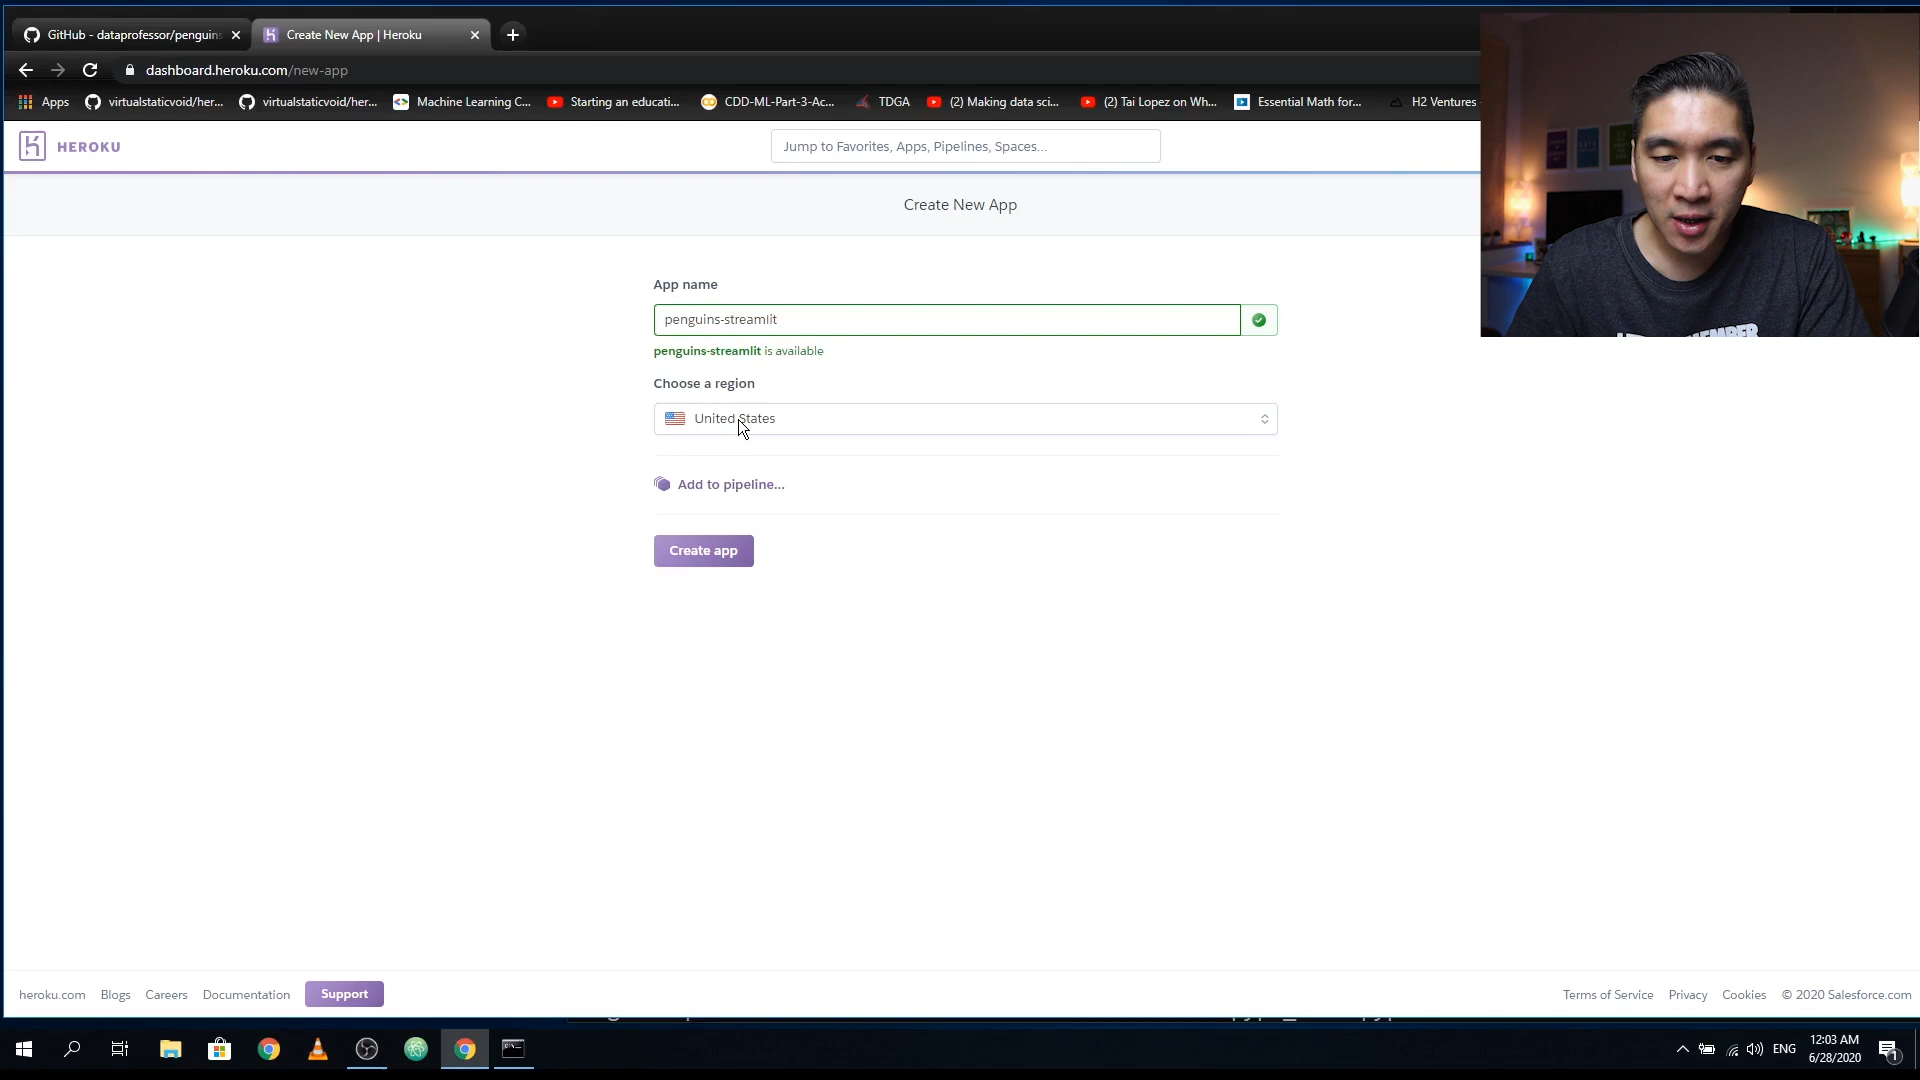 GitHub - dataprofessor/penguins
Create New App | Heroku
dashboard.heroku.com/new-app
Apps
virtualstaticvoid/her...
virtualstaticvoid/her...
Machine Learning C...
Starting an educati...
CDD-ML-Part-3-Ac...
TDGA
(2) Making data sci...
(2) Tai Lopez on Wh...
Essential Math for...
H2 Ventures
HEROKU
Jump to Favorites, Apps, Pipelines, Spaces...
Create New App
App name
penguins-streamlit
penguins-streamlit is available
Choose a region
United States
Add to pipeline...
Create app
heroku.com
Blogs
Careers
Documentation
Support
Terms of Service
Privacy
Cookies
© 2020 Salesforce.com
ENG
12:03 AM
6/28/2020
1